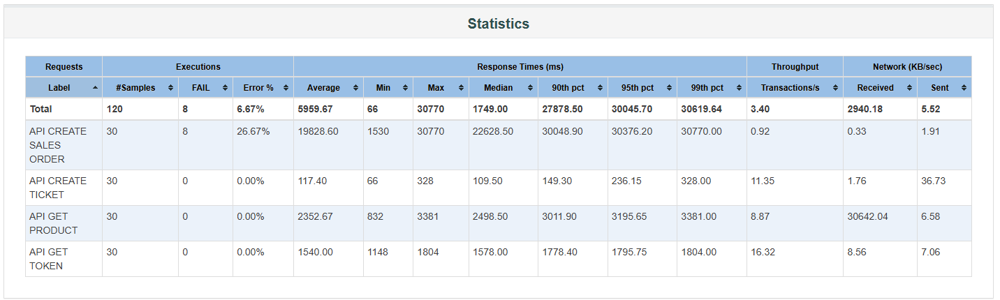 Statistics
Requests Executions Response Times (ms) Throughput Network (KB/sec)
Label #Samples FAIL Error % Average Min Max Median 90th pct 95th pct 99th pct Transactions/s Received Sent
Total 120 8 6.67% 5959.67 66 30770 1749.00 27878.50 30045.70 30619.64 3.40 2940.18 5.52
API CREATE 30 8 26.67% 19828.60 1530 30770 22628.50 30048.90 30376.20 30770.00 0.92 0.33 1.91
SALES
ORDER
API CREATE 30 0 0.00% 117.40 66 328 109.50 149.30 236.15 328.00 11.35 1.76 36.73
TICKET
API GET 30 0 0.00% 2352.67 832 3381 2498.50 3011.90 3195.65 3381.00 8.87 30642.04 6.58
PRODUCT
API GET 30 0 0.00% 1540.00 1148 1804 1578.00 1778.40 1795.75 1804.00 16.32 8.56 7.06
TOKEN